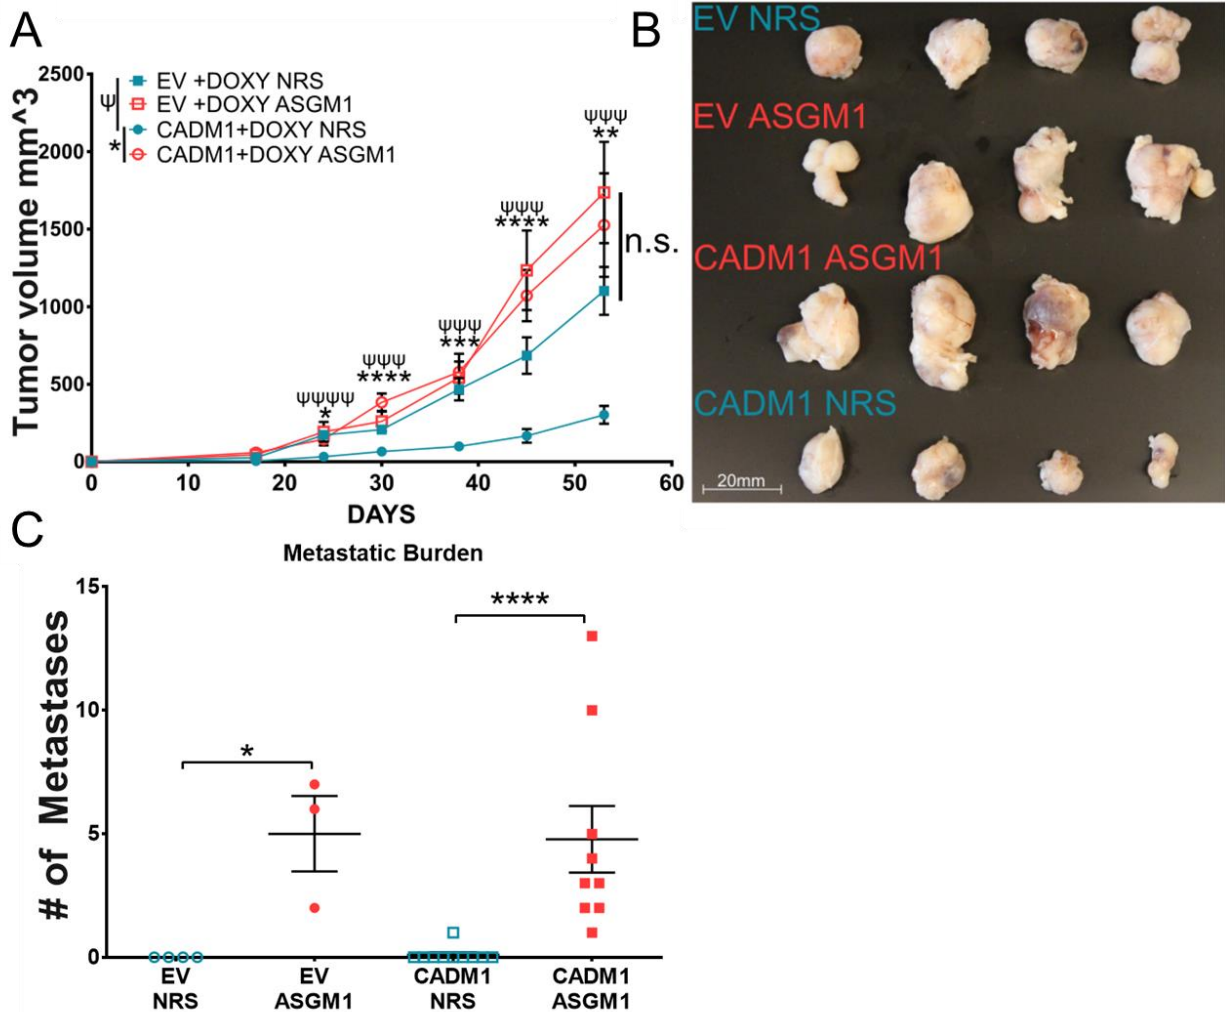 A
2500
2000
1500
1000
500
0
Tumor volume mm^3
ψ
*
EV +DOXY NRS
EV +DOXY ASGM1
CADM1+DOXY NRS
CADM1+DOXY ASGM1
ψψψψ
*
ψψψ
****
ψψψ
***
ψψψ
****
ψψψ
**
n.s.
0 10 20 30 40 50 60
DAYS
B
EV NRS
EV ASGM1
CADM1 ASGM1
CADM1 NRS
20mm
C
Metastatic Burden
15
10
5
0
# of Metastases
*
****
EV
NRS
EV
ASGM1
CADM1
NRS
CADM1
ASGM1